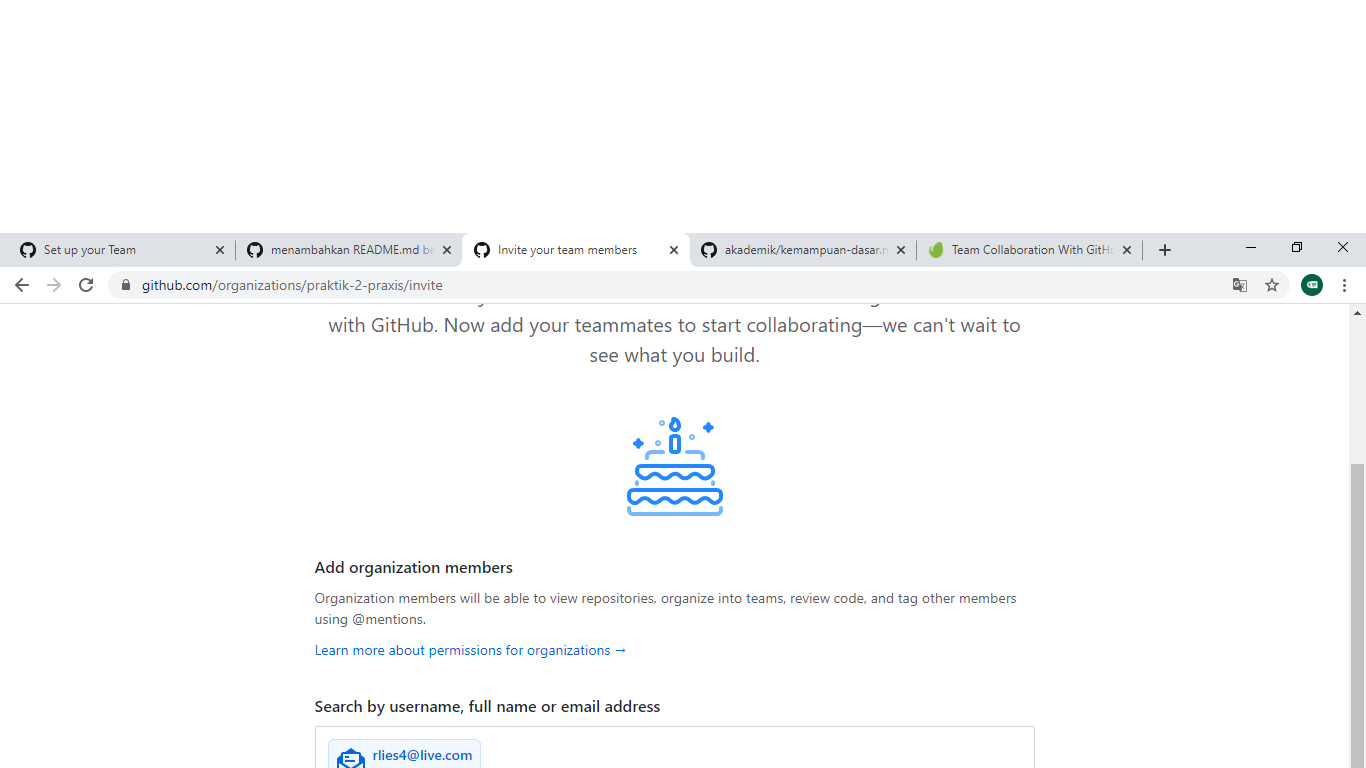 Set up your Team
menambahkan README.md be
Invite your team members
akademik/kemampuan-dasar.n
Team Collaboration With GitHu
github.com/organizations/praktik-2-praxis/invite
with GitHub. Now add your teammates to start collaborating—we can't wait to
see what you build.
Add organization members
Organization members will be able to view repositories, organize into teams, review code, and tag other members
using @mentions.
Learn more about permissions for organizations →
Search by username, full name or email address
rlies4@live.com